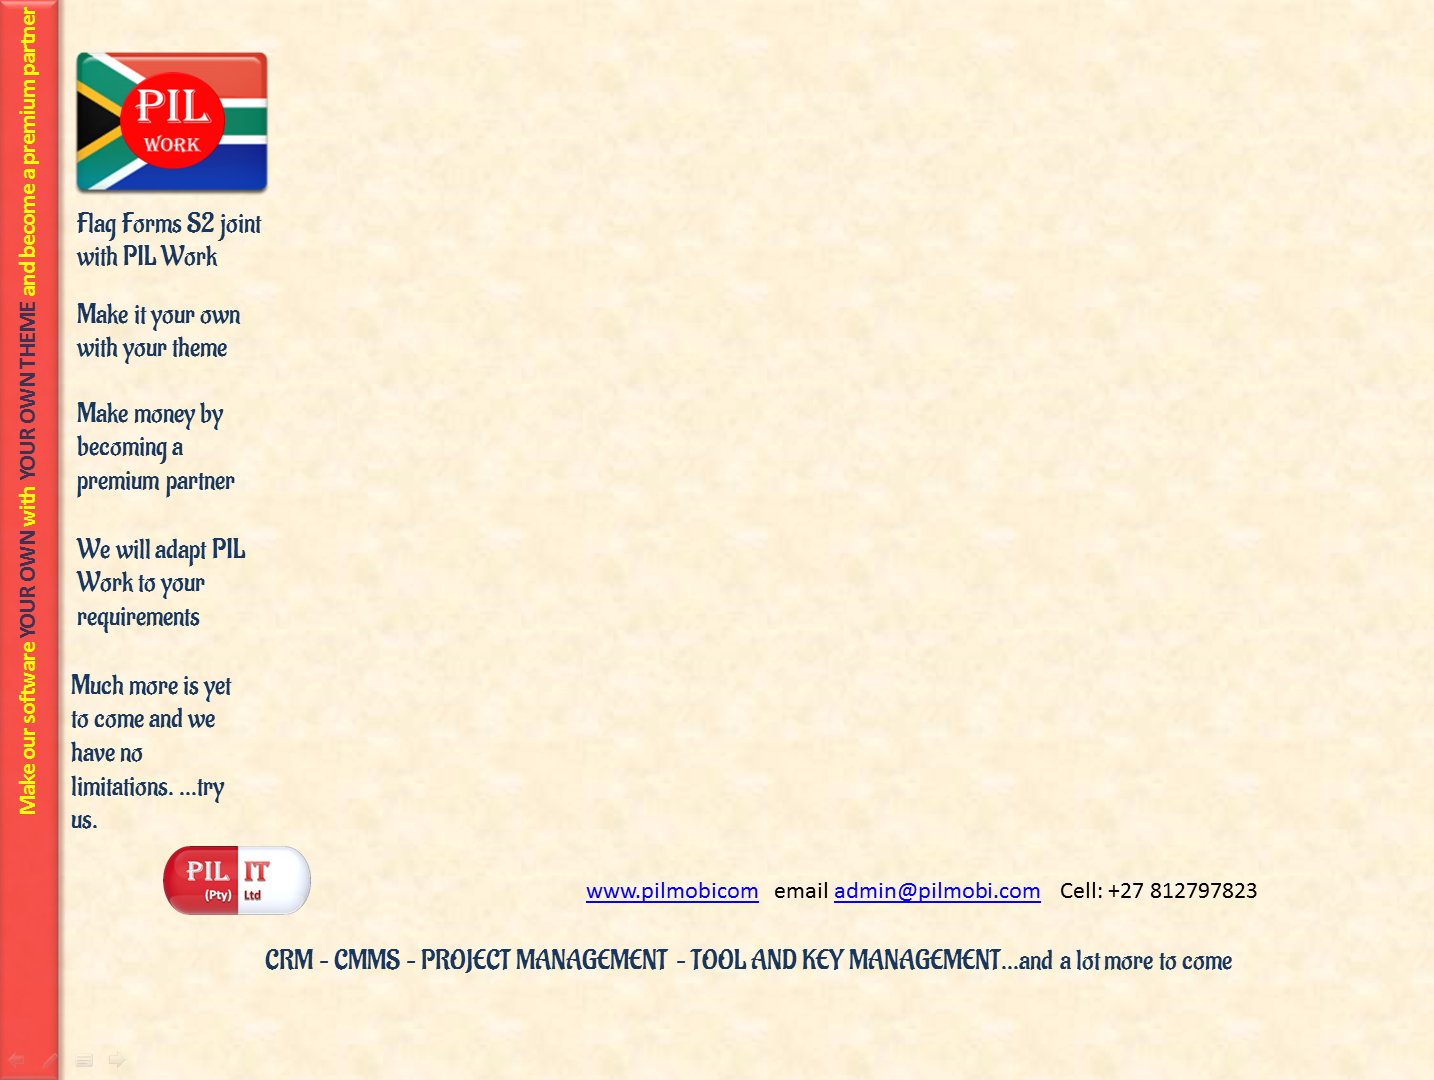 Make our software YOUR OWN with YOUR OWN THEME and become a premium partner
PIL
WORK
Flag Forms S2 joint
with PIL Work
Make it your own
with your theme
Make money by
becoming a
premium partner
We will adapt PIL
Work to your
requirements
Much more is yet
to come and we
have no
limitations. ...try
us.
PIL IT
(Pty) Ltd
www.pilmobicom email admin@pilmobi.com Cell: +27 812797823
CRM - CMMS - PROJECT MANAGEMENT - TOOL AND KEY MANAGEMENT...and a lot more to come